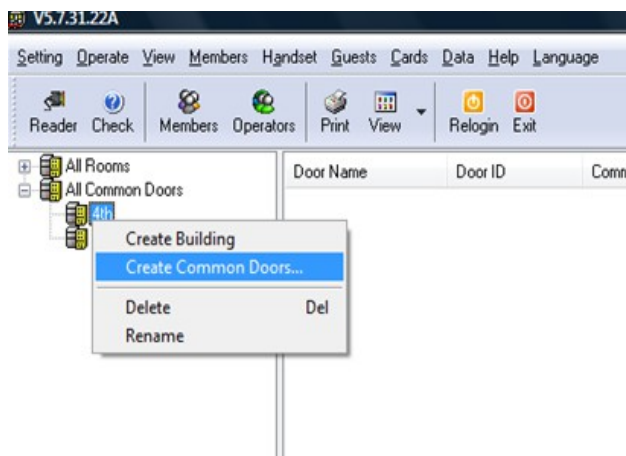 V5.7.31.22A
Setting Operate View Members Handset Guests Cards Data Help Language
Reader Check Members Operators Print View Relogin Exit
All Rooms
All Common Doors
4th
Door Name Door ID Comm
Create Building
Create Common Doors...
Delete Del
Rename